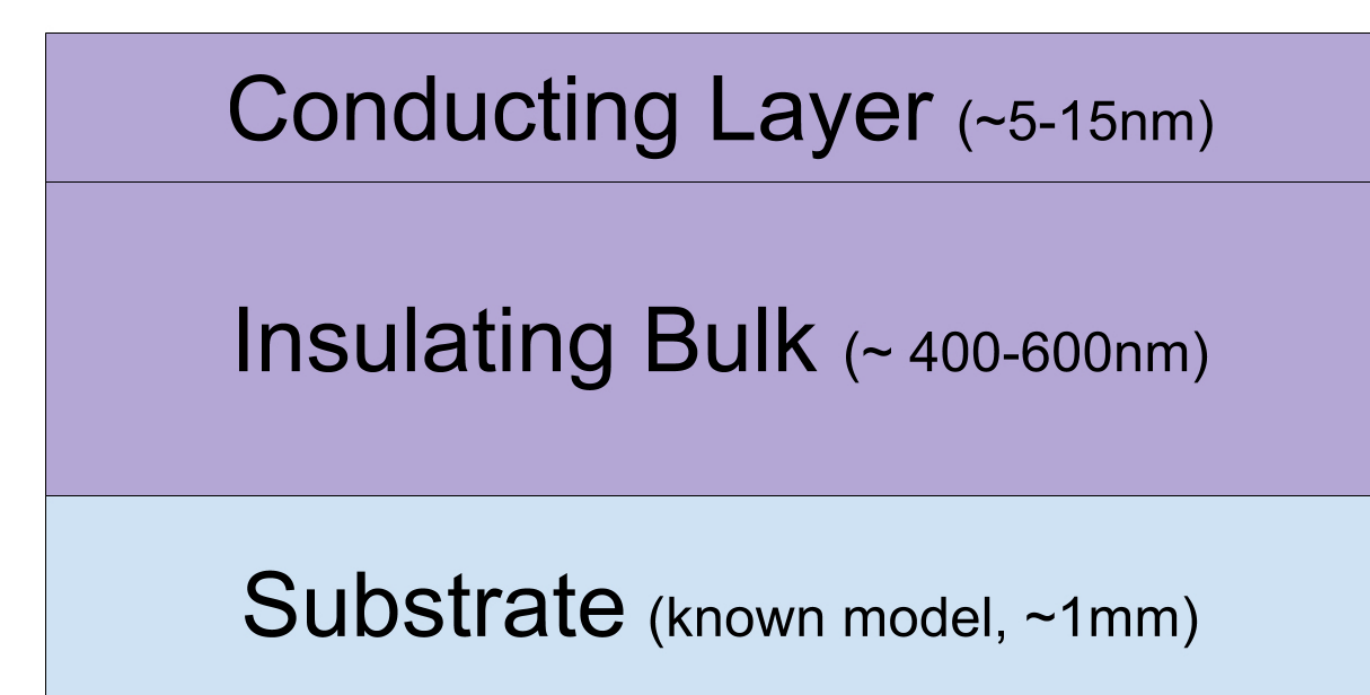 Conducting Layer (~5-15nm)
Insulating Bulk (~ 400-600nm)
Substrate (known model, ~1mm)